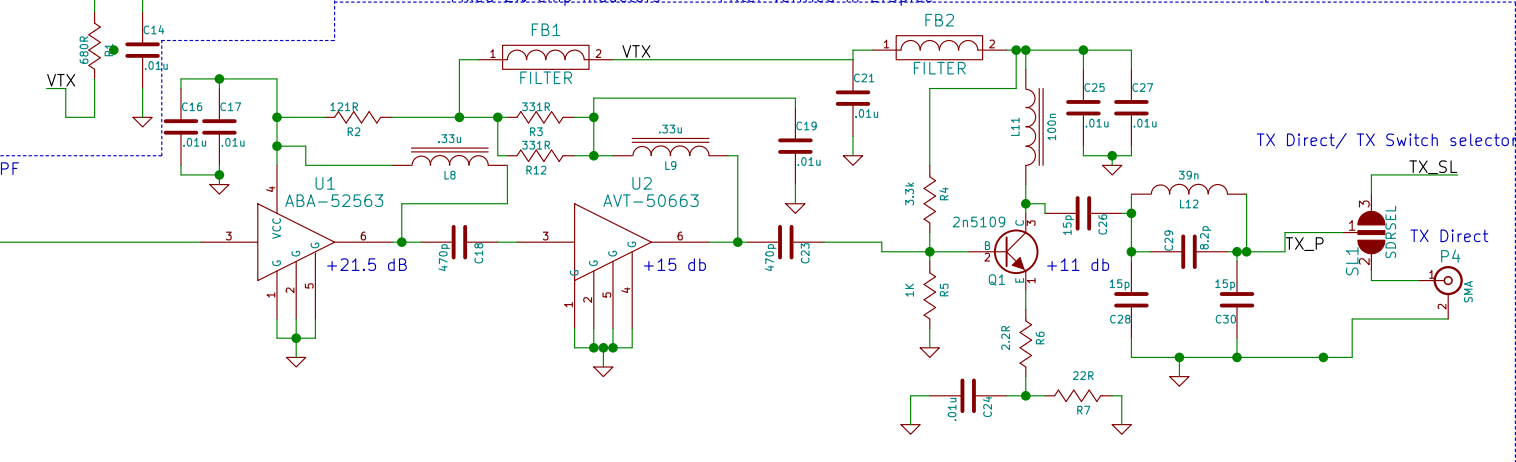 680R
C14
.01u
VTX
PF
C16
C17
.01u
.01u
121R
R2
FB1
1
2
FILTER
VTX
331R
R3
331R
R12
.33u
L8
.33u
L9
C19
.01u
C21
.01u
FB2
1
2
FILTER
L11
100n
C25
C27
.01u
.01u
U1
ABA-52563
VCC
4
3
6
G
G
G
1
2
5
+21.5 dB
470p
C18
U2
AVT-50663
3
6
G
G
G
G
1
2
5
4
+15 db
470p
C23
3.3k
R4
1K
R5
2n5109
B
2
C
3
E
1
Q1
+11 db
2.2R
R6
.01u
C24
22R
R7
15p
C26
39n
L12
C29
8.2p
15p
C28
15p
C30
TX Direct/ TX Switch selector
TX_SL
3
1
2
TX_P
SL1
SDRSEL
TX Direct
P4
1
2
SMA